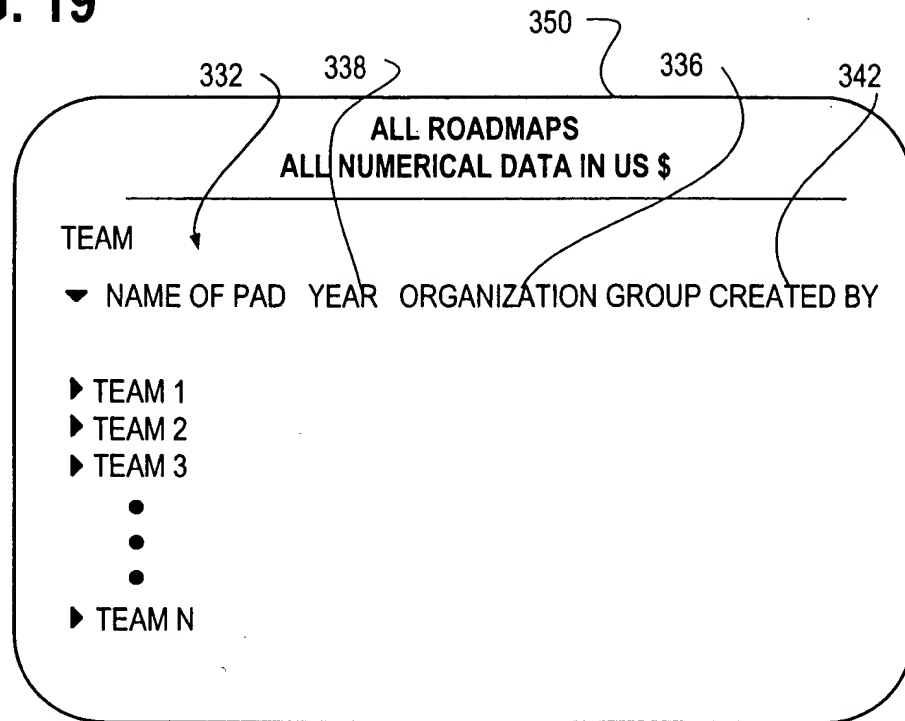 . 19
350
332 338 336 342
ALL ROADMAPS
ALL NUMERICAL DATA IN US $
TEAM
NAME OF PAD YEAR ORGANIZATION GROUP CREATED BY
TEAM 1
TEAM 2
TEAM 3
TEAM N